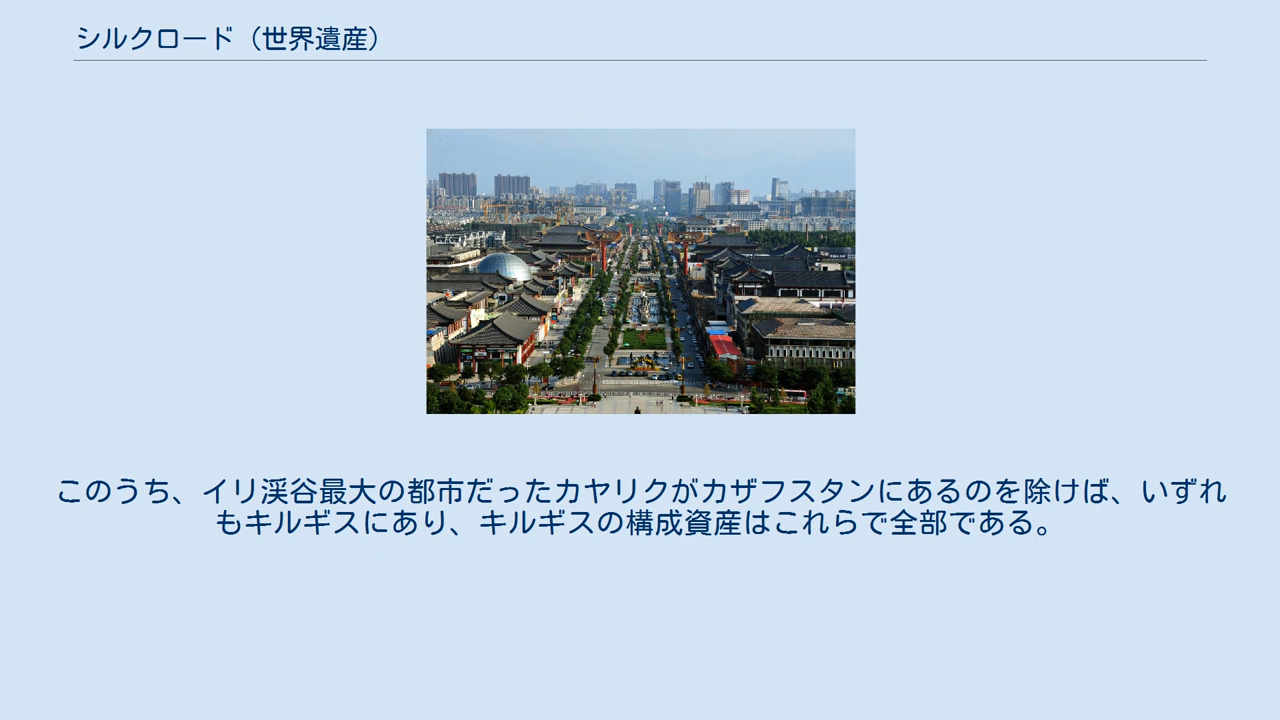 シルクロード（世界遺産）
このうち、イリ渓谷最大の都市だったカヤリクがカザフスタンにあるのを除けば、いずれ
もキルギスにあり、キルギスの構成資産はこれらで全部である。